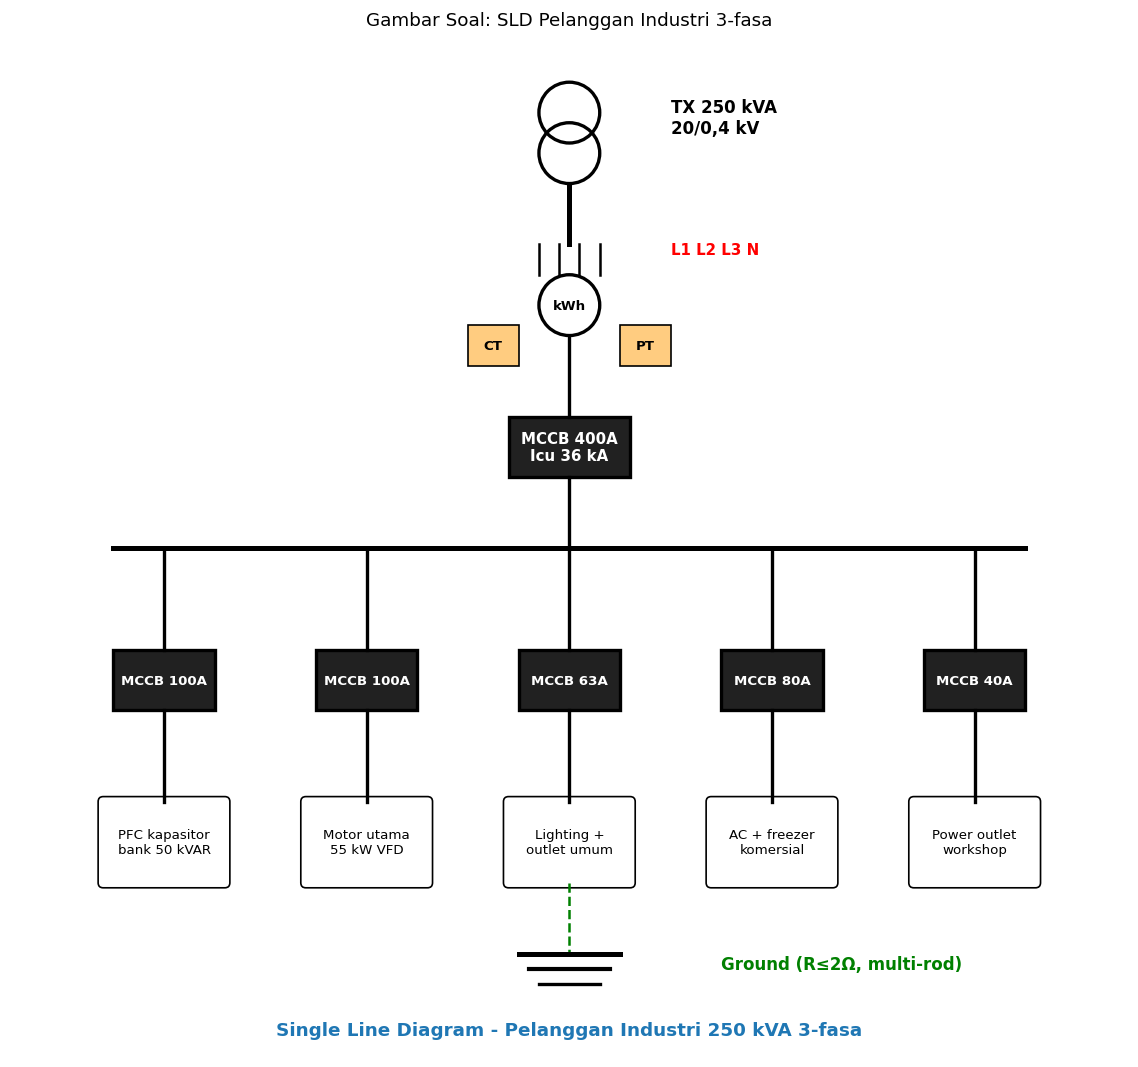 Gambar Soal: SLD Pelanggan Industri 3-fasa
TX 250 kVA
20/0,4 kV
L1 L2 L3 N
kWh
CT
PT
MCCB 400A
Icu 36 kA
MCCB 100A
MCCB 100A
MCCB 63A
MCCB 80A
MCCB 40A
PFC kapasitor
bank 50 kVAR
Motor utama
55 kW VFD
Lighting +
outlet umum
AC + freezer
komersial
Power outlet
workshop
Ground (R≤2Ω, multi-rod)
Single Line Diagram - Pelanggan Industri 250 kVA 3-fasa